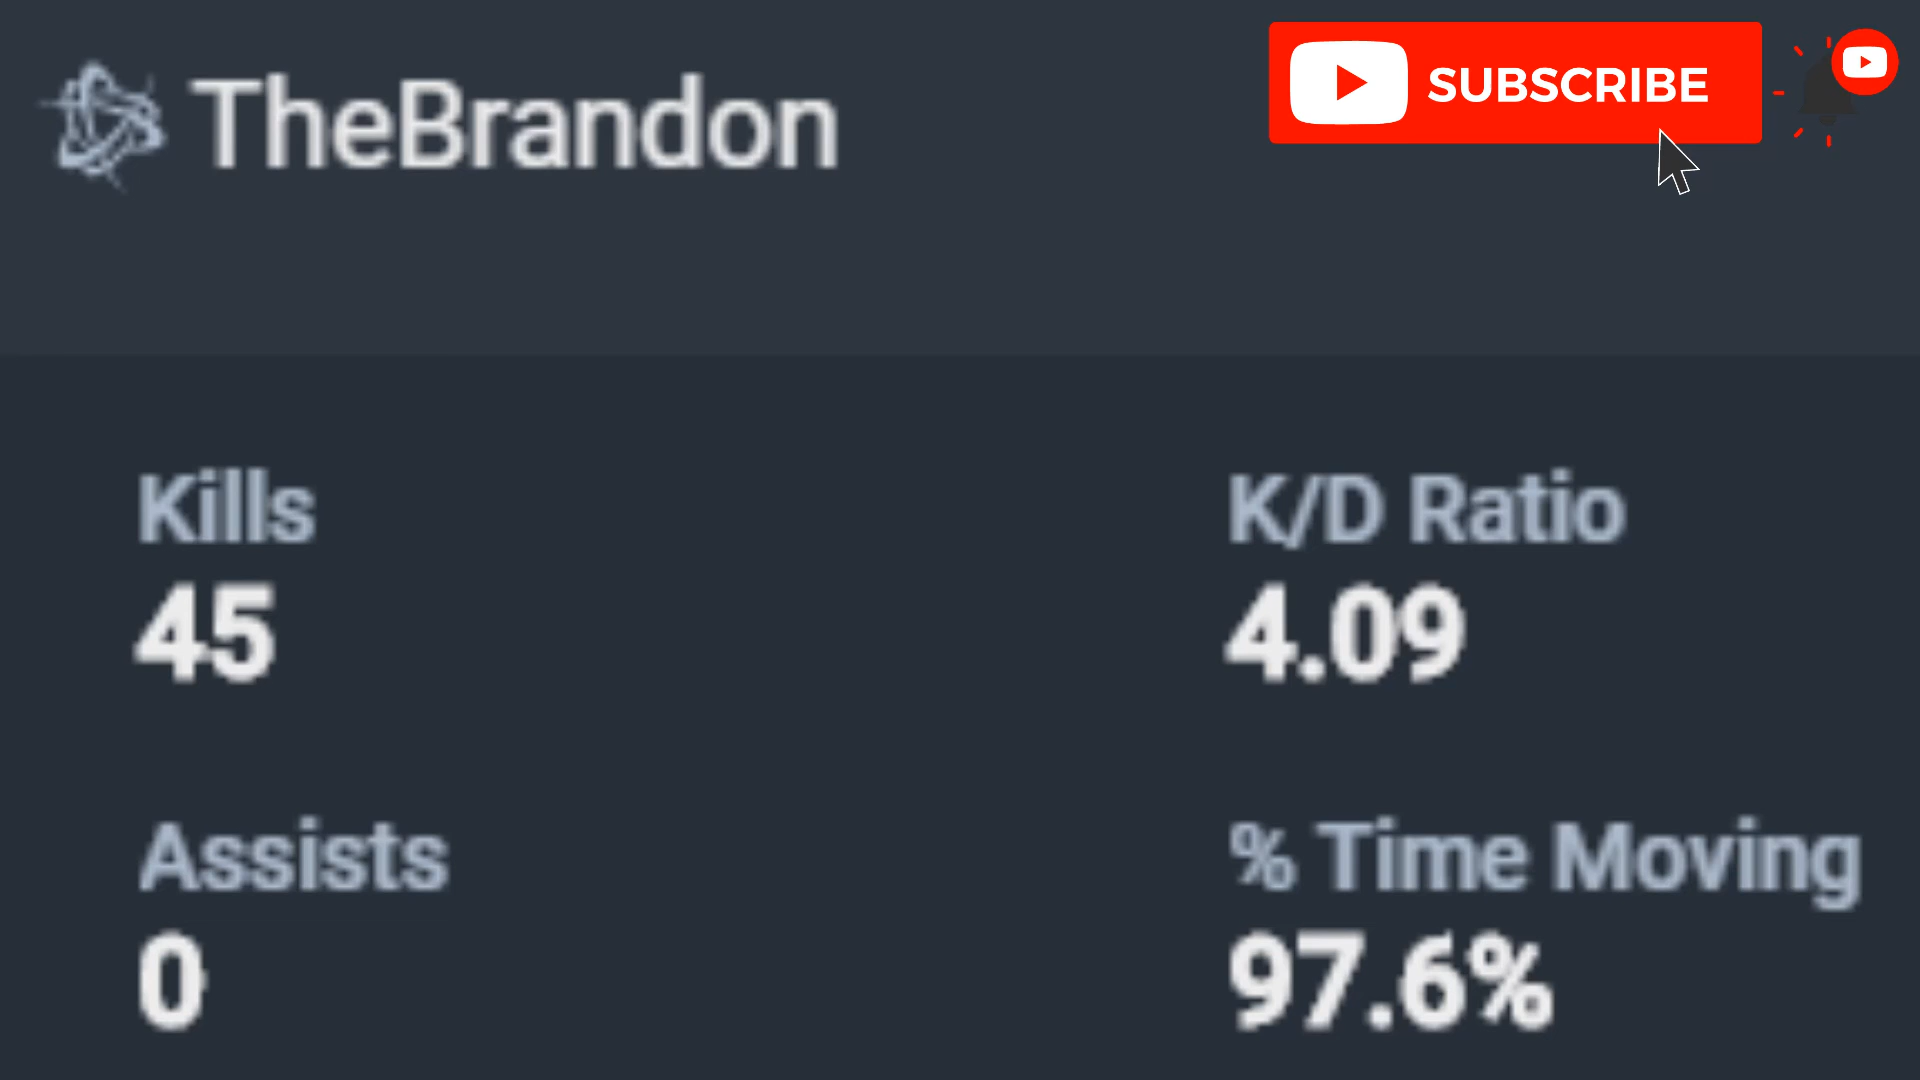 TheBrandon
SUBSCRIBE
Kills
45
K/D Ratio
4.09
Assists
0
% Time Moving
97.6%